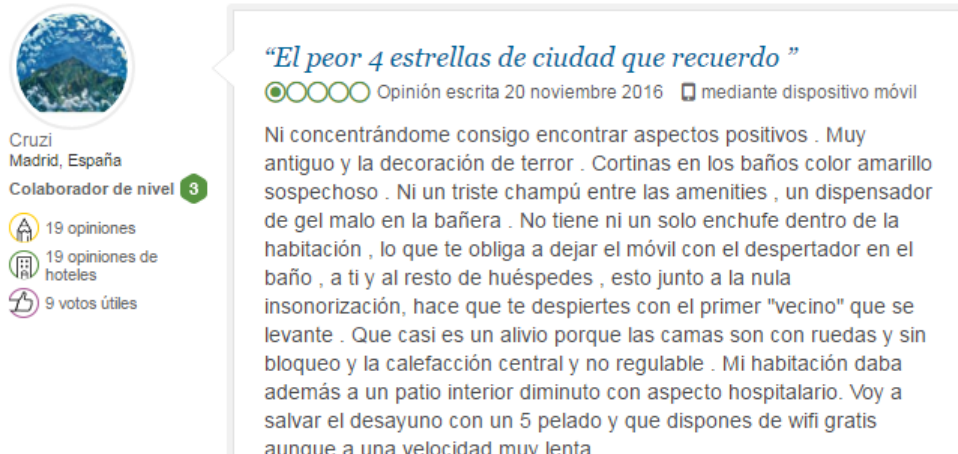 “El peor 4 estrellas de ciudad que recuerdo ”
Opinión escrita 20 noviembre 2016 mediante dispositivo móvil
Cruzi
Madrid, España
Colaborador de nivel 3
19 opiniones
19 opiniones de
hoteles
9 votos útiles
Ni concentrándome consigo encontrar aspectos positivos . Muy
antiguo y la decoración de terror . Cortinas en los baños color amarillo
sospechoso . Ni un triste champú entre las amenities , un dispensador
de gel malo en la bañera . No tiene ni un solo enchufe dentro de la
habitación , lo que te obliga a dejar el móvil con el despertador en el
baño , a ti y al resto de huéspedes , esto junto a la nula
insonorización, hace que te despiertes con el primer "vecino" que se
levante . Que casi es un alivio porque las camas son con ruedas y sin
bloqueo y la calefacción central y no regulable . Mi habitación daba
además a un patio interior diminuto con aspecto hospitalario. Voy a
salvar el desayuno con un 5 pelado y que dispones de wifi gratis
aunque a una velocidad muy lenta